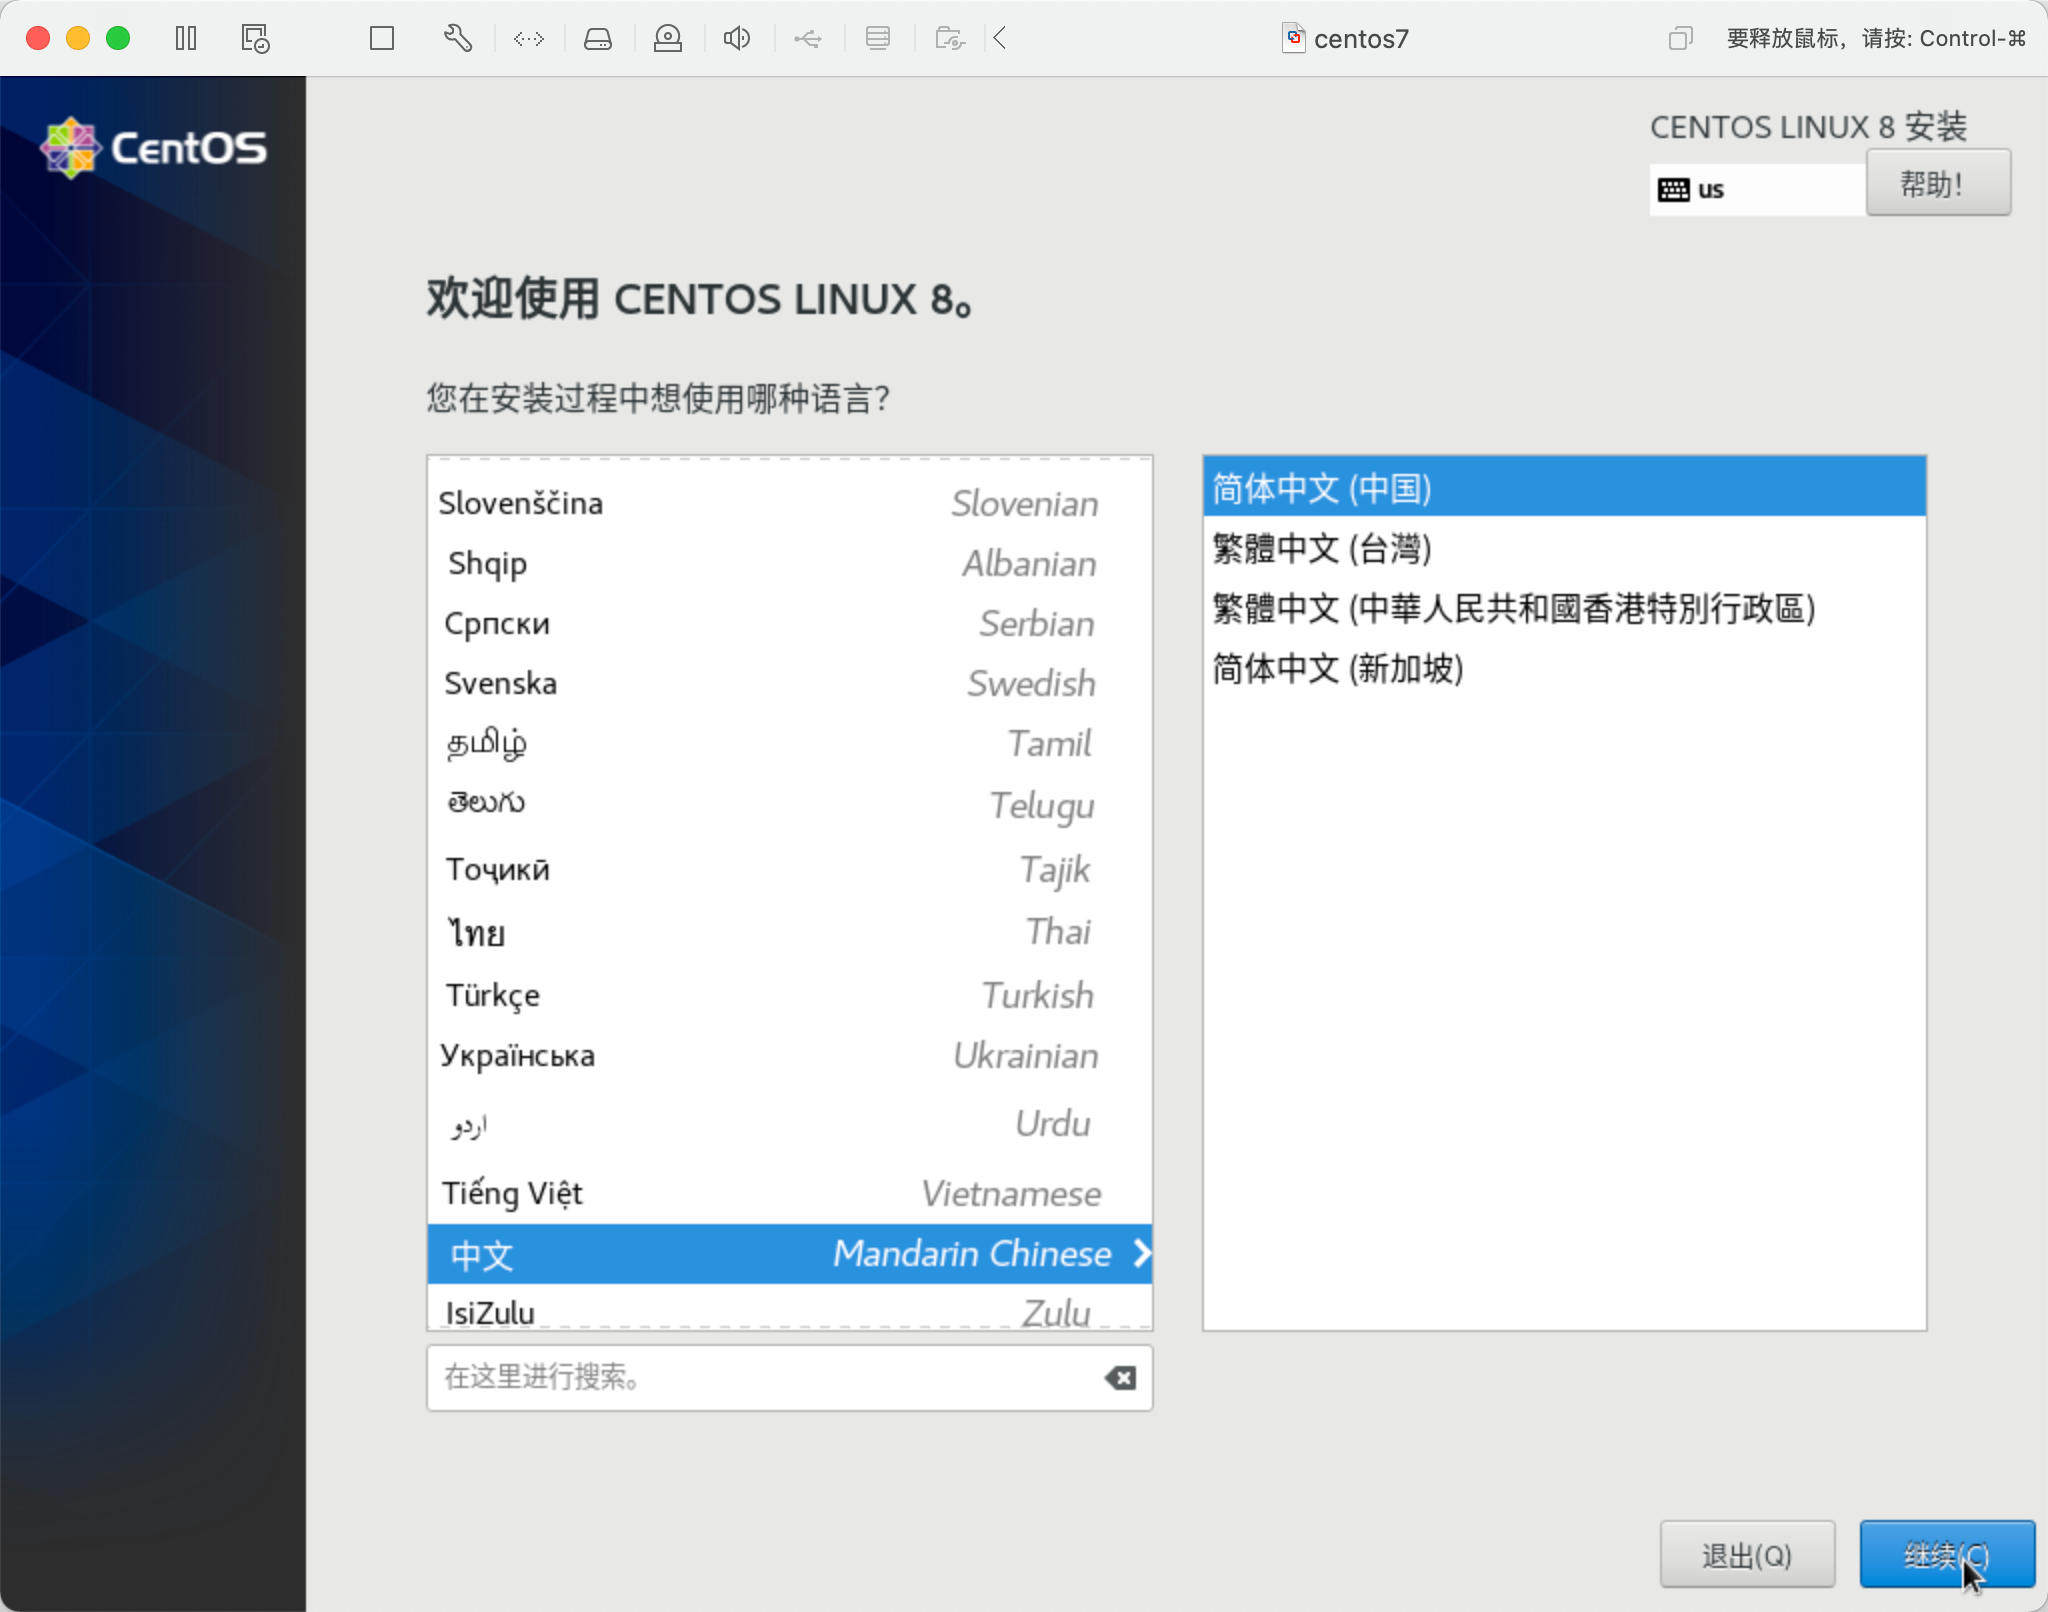 centos7
要释放鼠标，请按: Control-⌘
CentOS
CENTOS LINUX 8 安装
us
帮助！
欢迎使用 CENTOS LINUX 8。
您在安装过程中想使用哪种语言？
Slovenščina Slovenian
Shqip Albanian
Српски Serbian
Svenska Swedish
தமிழ் Tamil
తెలుగు Telugu
Тоҷикӣ Tajik
ไทย Thai
Türkçe Turkish
Українська Ukrainian
اردو Urdu
Tiếng Việt Vietnamese
中文 Mandarin Chinese
IsiZulu Zulu
在这里进行搜索。
简体中文 (中国)
繁體中文 (台灣)
繁體中文 (中華人民共和國香港特別行政區)
简体中文 (新加坡)
退出(Q)
继续(C)